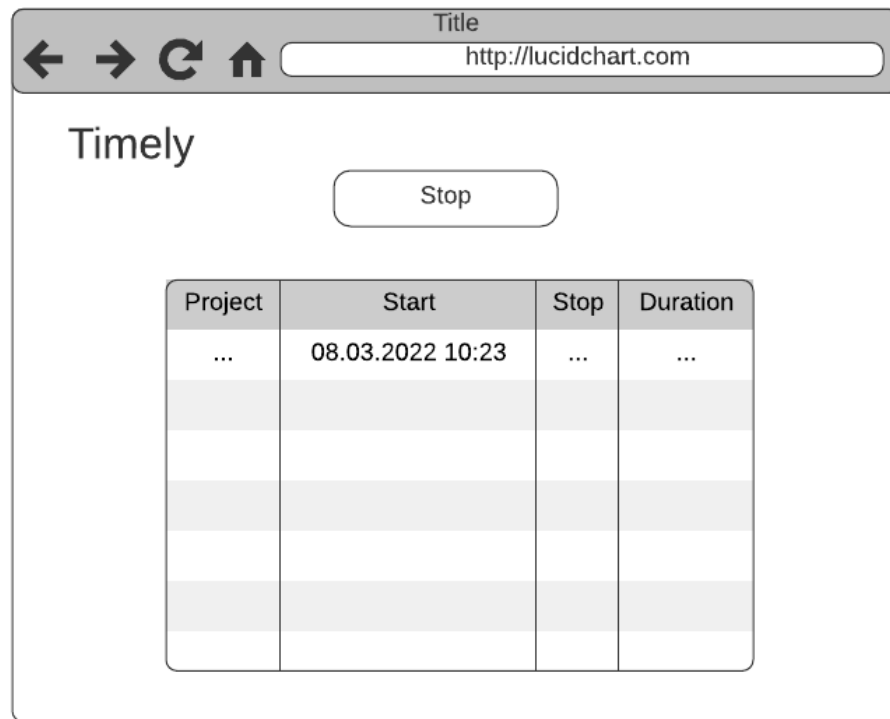 Title
http://lucidchart.com
Timely
Stop
Project Start Stop Duration
... 08.03.2022 10:23 ... ...